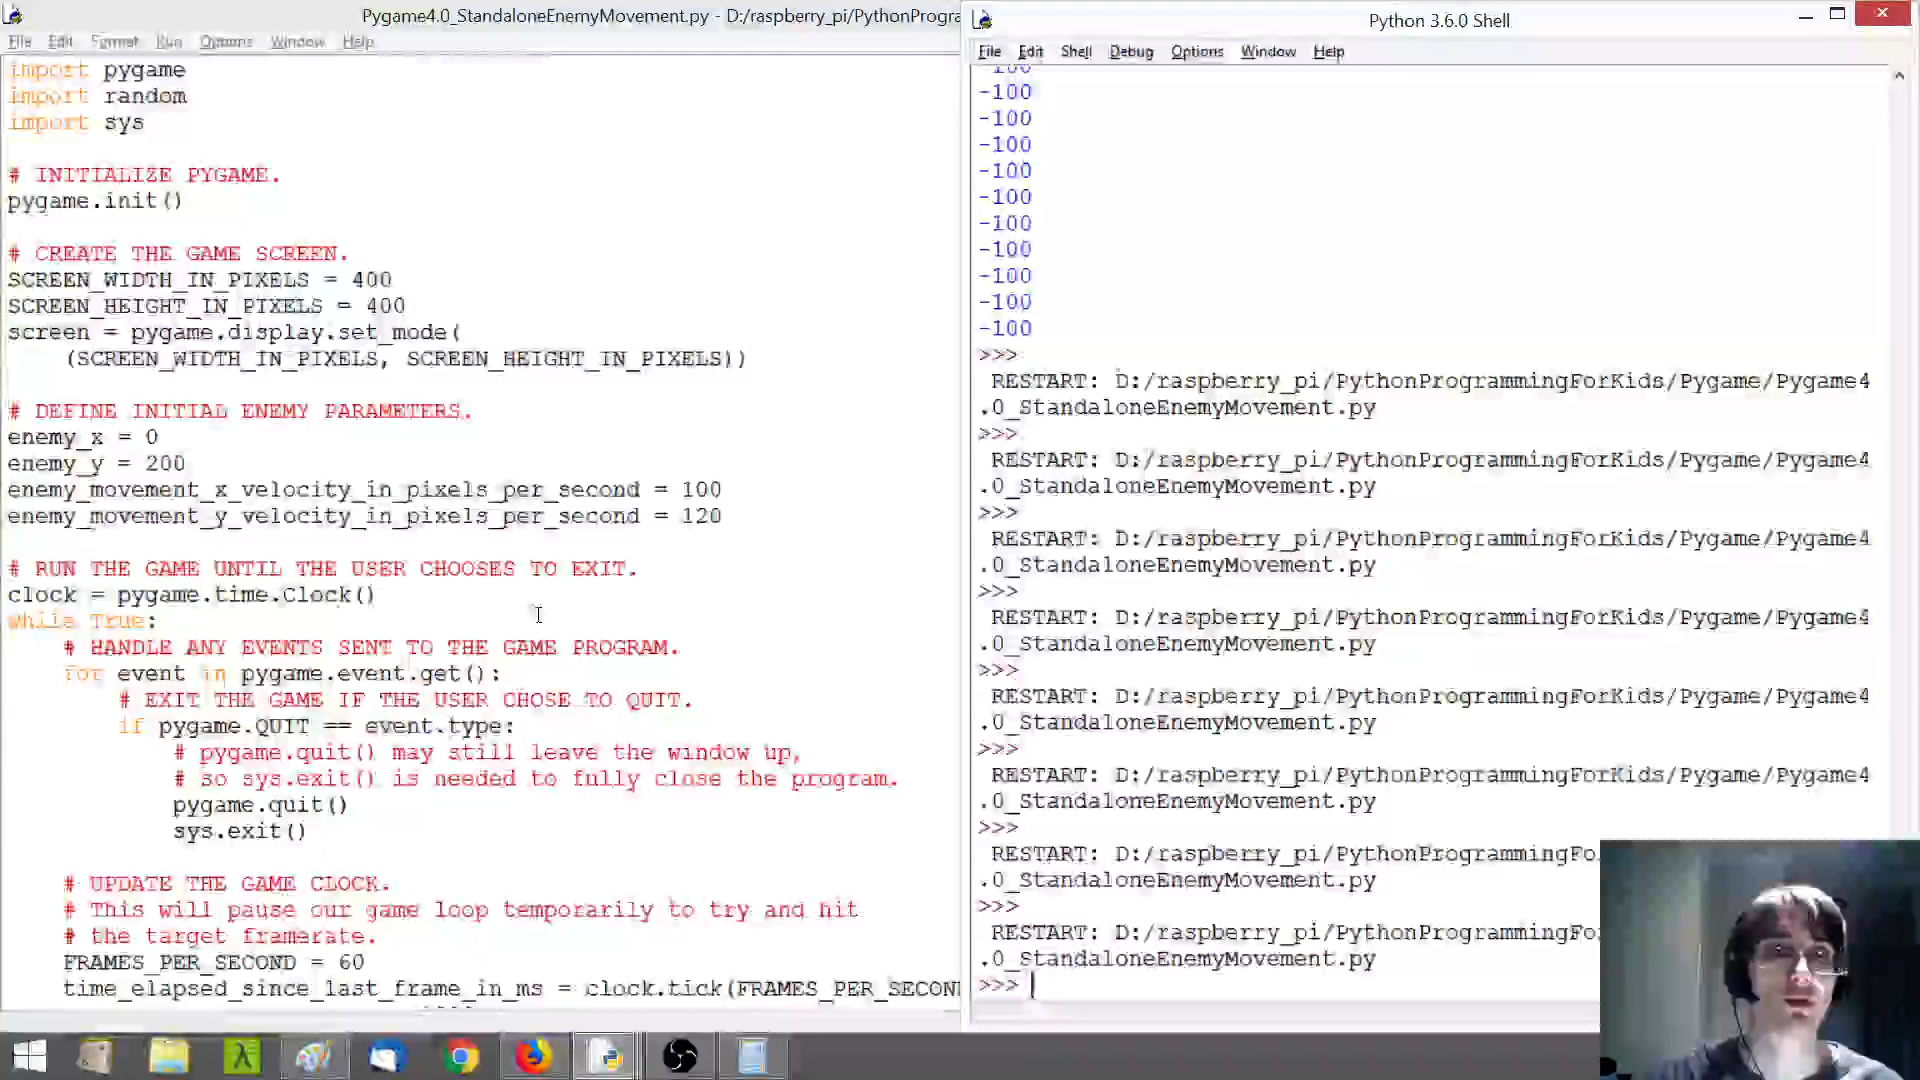 Pygame4.0_StandaloneEnemyMovement.py - D:/raspberry_pi/PythonProgra
File Edit Format Run Options Window Help
import pygame
import random
import sys
# INITIALIZE PYGAME.
pygame.init()
# CREATE THE GAME SCREEN.
SCREEN_WIDTH_IN_PIXELS = 400
SCREEN_HEIGHT_IN_PIXELS = 400
screen = pygame.display.set_mode(
(SCREEN_WIDTH_IN_PIXELS, SCREEN_HEIGHT_IN_PIXELS))
# DEFINE INITIAL ENEMY PARAMETERS.
enemy_x = 0
enemy_y = 200
enemy_movement_x_velocity_in_pixels_per_second = 100
enemy_movement_y_velocity_in_pixels_per_second = 120
# RUN THE GAME UNTIL THE USER CHOOSES TO EXIT.
clock = pygame.time.Clock()
while True:
# HANDLE ANY EVENTS SENT TO THE GAME PROGRAM.
for event in pygame.event.get():
# EXIT THE GAME IF THE USER CHOSE TO QUIT.
if pygame.QUIT == event.type:
# pygame.quit() may still leave the window up,
# so sys.exit() is needed to fully close the program.
pygame.quit()
sys.exit()
# UPDATE THE GAME CLOCK.
# This will pause our game loop temporarily to try and hit
# the target framerate.
FRAMES_PER_SECOND = 60
time_elapsed_since_last_frame_in_ms = clock.tick(FRAMES_PER_SECON
Python 3.6.0 Shell
File Edit Shell Debug Options Window Help
-100
-100
-100
-100
-100
-100
-100
-100
-100
-100
-100
>>>
RESTART: D:/raspberry_pi/PythonProgrammingForKids/Pygame/Pygame4
.0_StandaloneEnemyMovement.py
>>>
RESTART: D:/raspberry_pi/PythonProgrammingForKids/Pygame/Pygame4
.0_StandaloneEnemyMovement.py
>>>
RESTART: D:/raspberry_pi/PythonProgrammingForKids/Pygame/Pygame4
.0_StandaloneEnemyMovement.py
>>>
RESTART: D:/raspberry_pi/PythonProgrammingForKids/Pygame/Pygame4
.0_StandaloneEnemyMovement.py
>>>
RESTART: D:/raspberry_pi/PythonProgrammingForKids/Pygame/Pygame4
.0_StandaloneEnemyMovement.py
>>>
RESTART: D:/raspberry_pi/PythonProgrammingForKids/Pygame/Pygame4
.0_StandaloneEnemyMovement.py
>>>
RESTART: D:/raspberry_pi/PythonProgrammingFo
.0_StandaloneEnemyMovement.py
>>>
RESTART: D:/raspberry_pi/PythonProgrammingFo
.0_StandaloneEnemyMovement.py
>>>